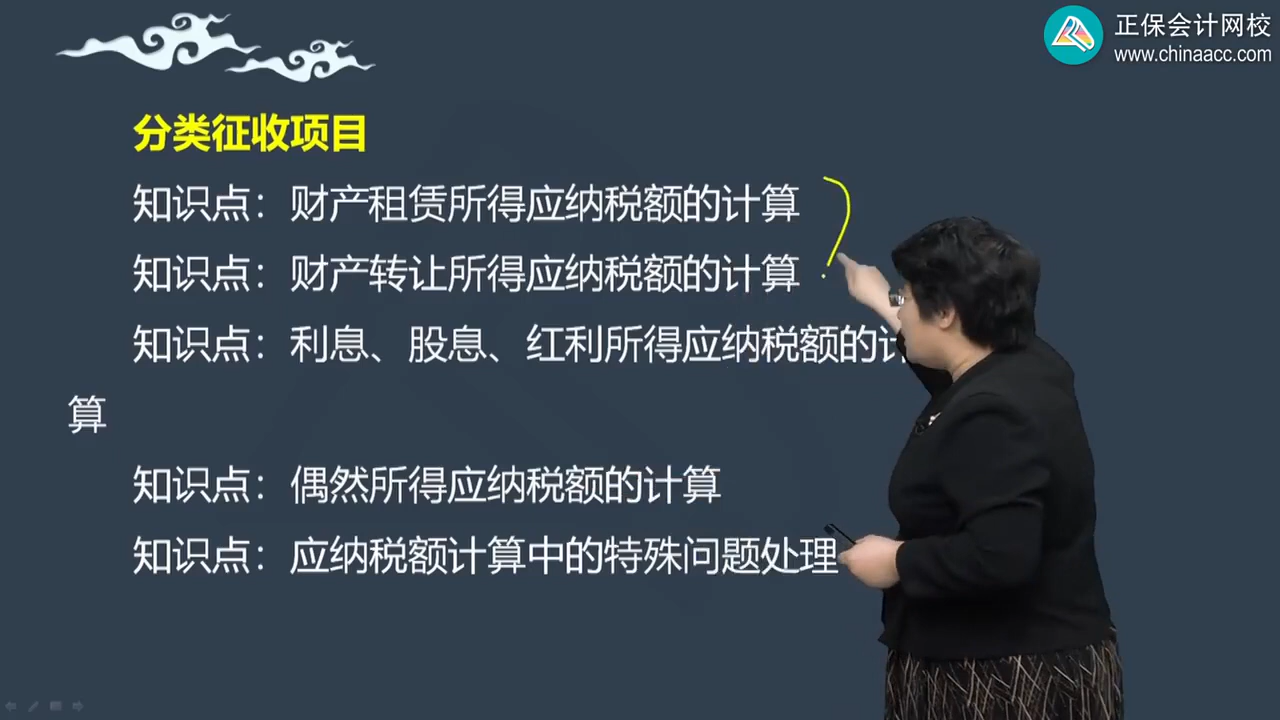 正保会计网校
www.chinaacc.com
分类征收项目
知识点：财产租赁所得应纳税额的计算
知识点：财产转让所得应纳税额的计算
知识点：利息、股息、红利所得应纳税额的计
算
知识点：偶然所得应纳税额的计算
知识点：应纳税额计算中的特殊问题处理